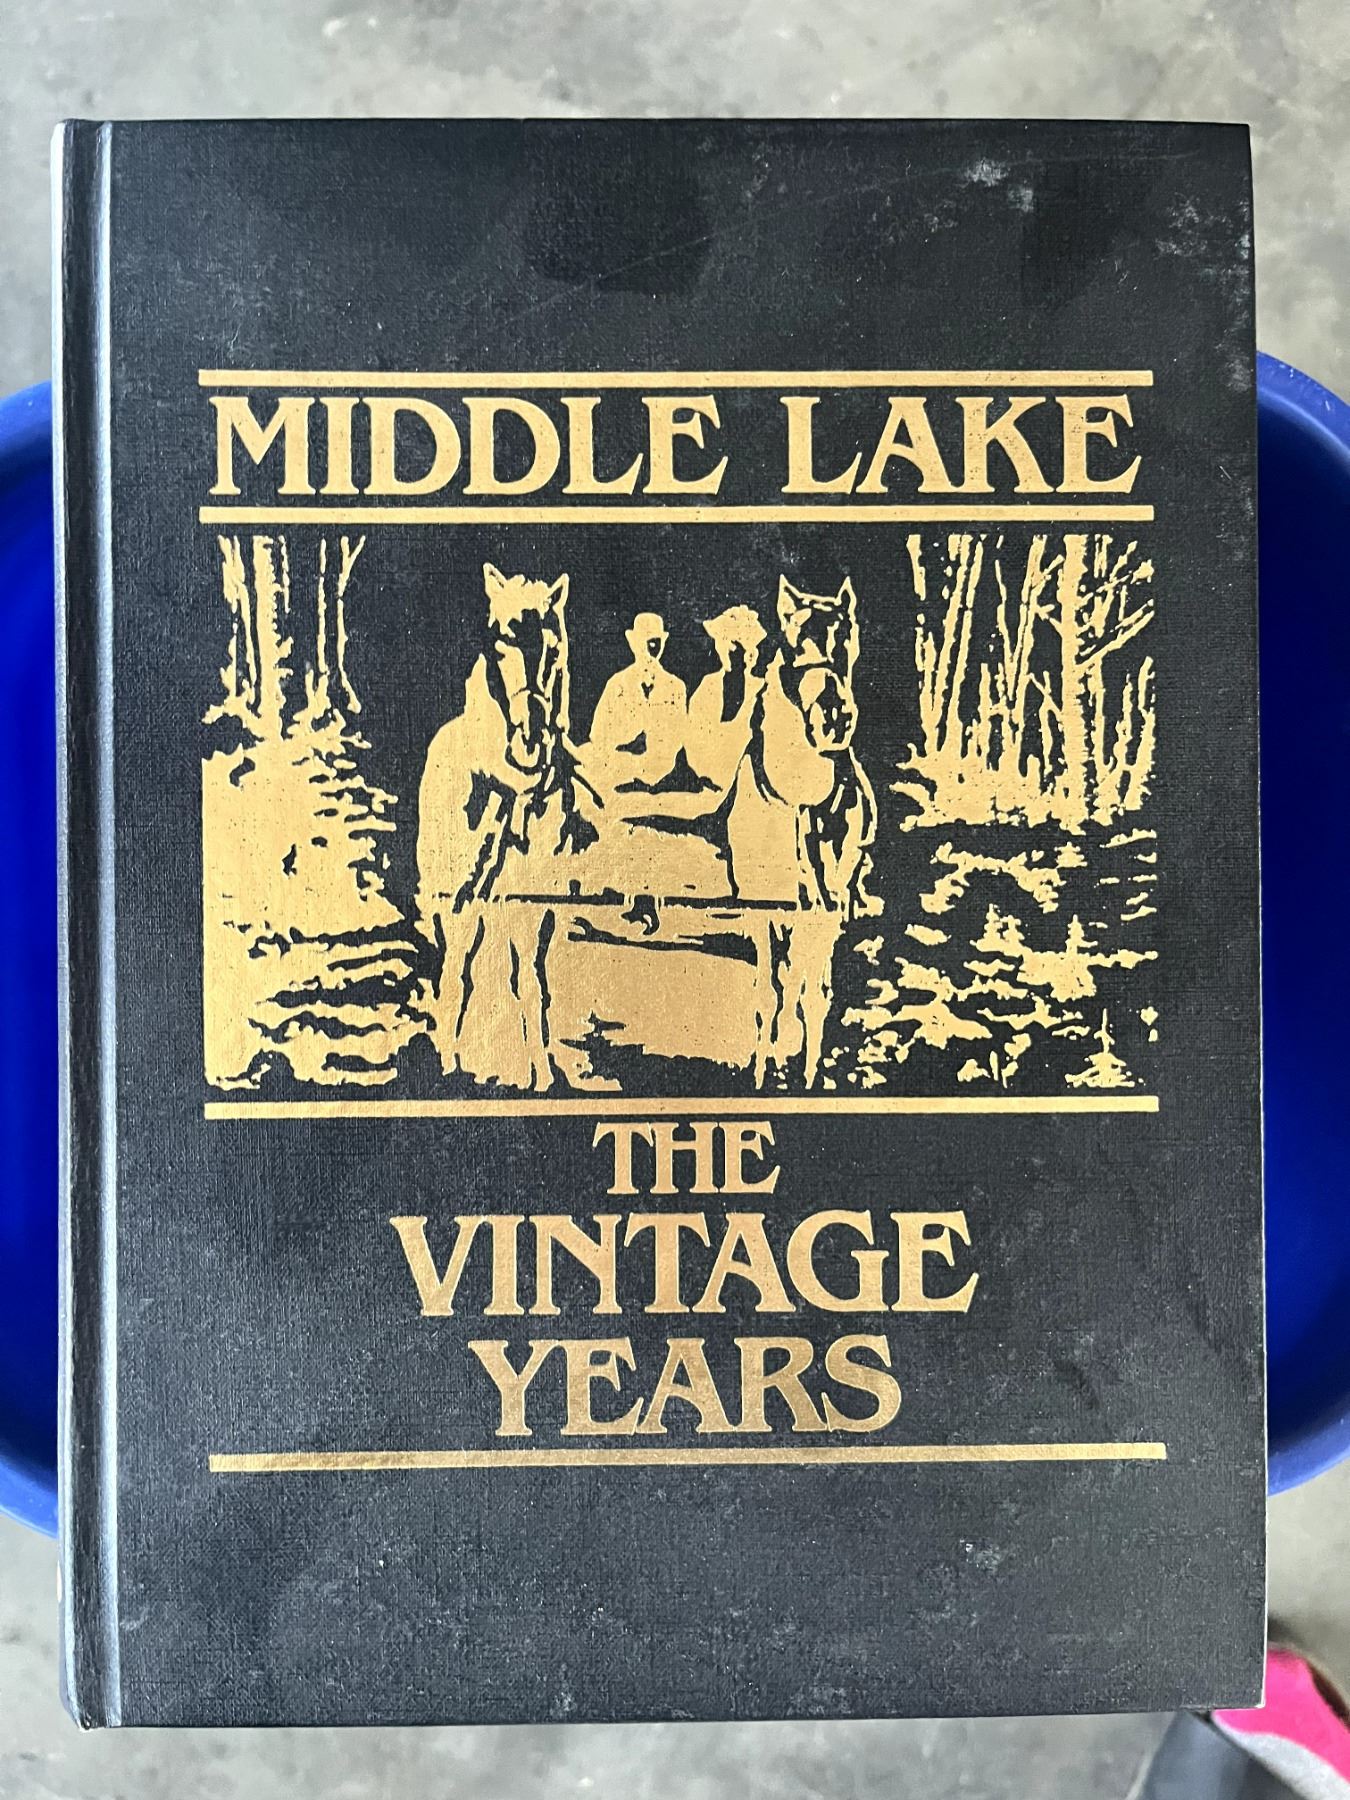 MIDDLE LAKE
THE
VINTAGE
YEARS